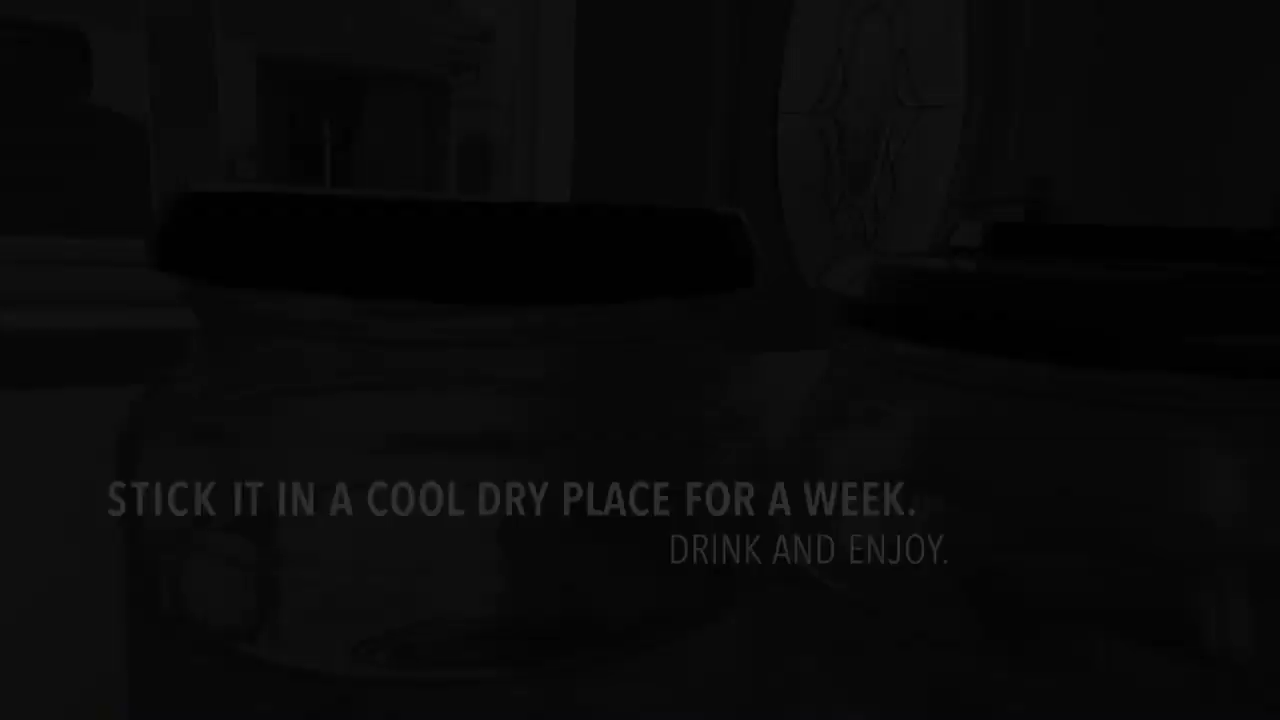 STICK IT IN A COOL DRY PLACE FOR A WEEK.
DRINK AND ENJOY.